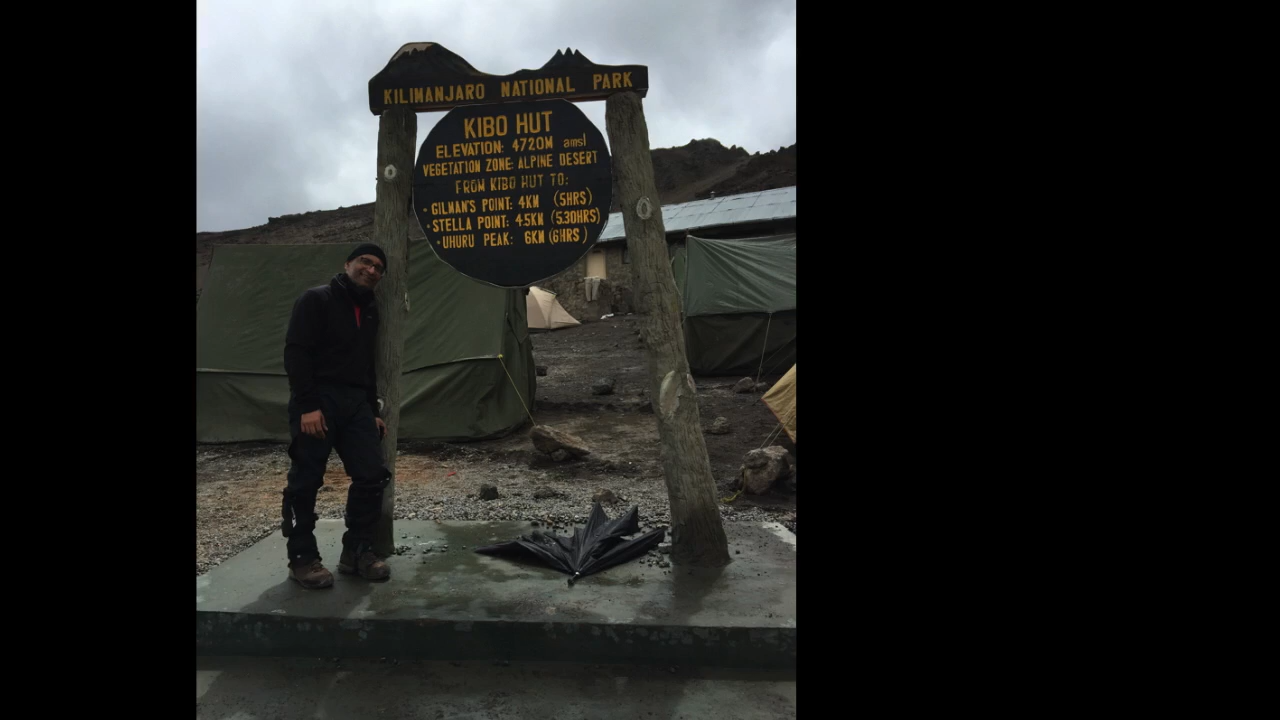 KILIMANJARO NATIONAL PARK
KIBO HUT
ELEVATION: 4720M amsl
VEGETATION ZONE: ALPINE DESERT
FROM KIBO HUT TO:
• GILMAN'S POINT: 4KM (5HRS)
• STELLA POINT: 4.5KM (5.30HRS)
• UHURU PEAK: 6KM (6HRS)